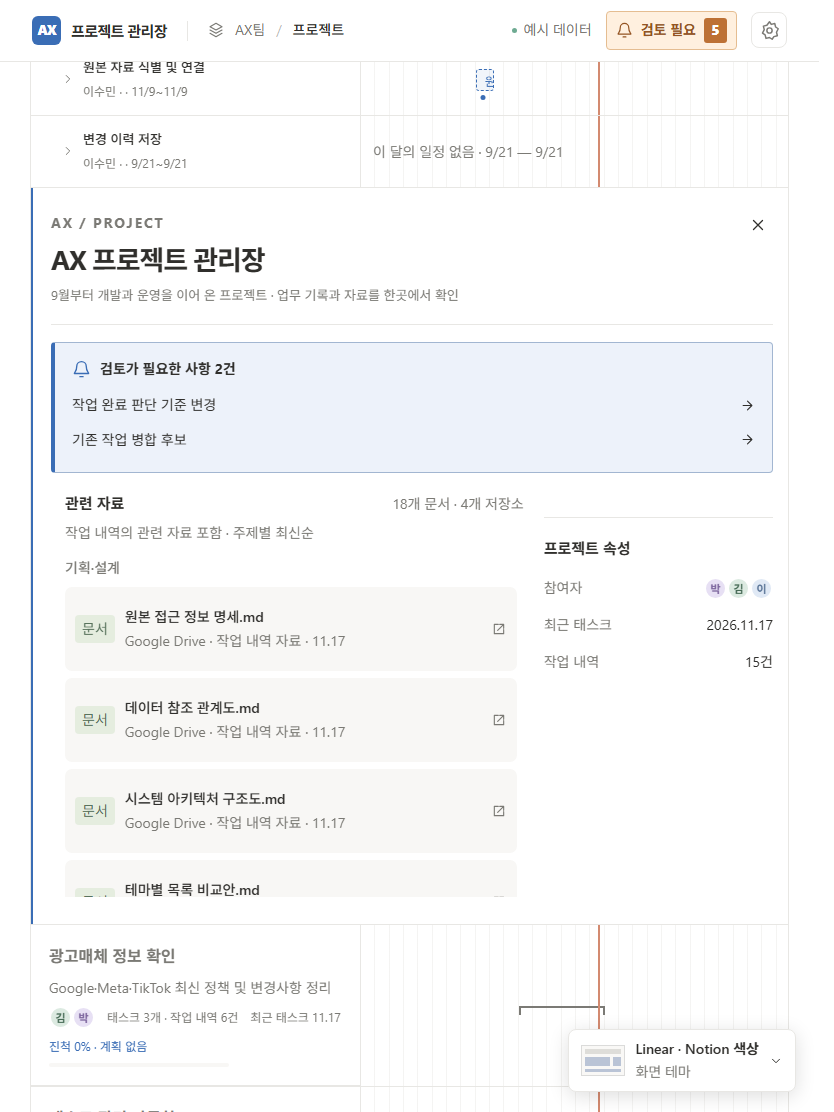 AX 프로젝트 관리장 AX팀 / 프로젝트 예시 데이터 검토 필요 5
원본 자료 식별 및 연결
이수민 · · 11/9~11/9
원
변경 이력 저장
이수민 · · 9/21~9/21
이 달의 일정 없음 · 9/21 — 9/21
AX / PROJECT
AX 프로젝트 관리장
9월부터 개발과 운영을 이어 온 프로젝트 · 업무 기록과 자료를 한곳에서 확인
검토가 필요한 사항 2건
작업 완료 판단 기준 변경
기존 작업 병합 후보
관련 자료 18개 문서 · 4개 저장소
작업 내역의 관련 자료 포함 · 주제별 최신순
기획·설계
문서 원본 접근 정보 명세.md
Google Drive · 작업 내역 자료 · 11.17
문서 데이터 참조 관계도.md
Google Drive · 작업 내역 자료 · 11.17
문서 시스템 아키텍처 구조도.md
Google Drive · 작업 내역 자료 · 11.17
테마별 목록 비교안.md
프로젝트 속성
참여자 박 김 이
최근 태스크 2026.11.17
작업 내역 15건
광고매체 정보 확인
Google·Meta·TikTok 최신 정책 및 변경사항 정리
김 박 태스크 3개 · 작업 내역 6건 최근 태스크 11.17
진척 0% · 계획 없음
Linear · Notion 색상
화면 테마